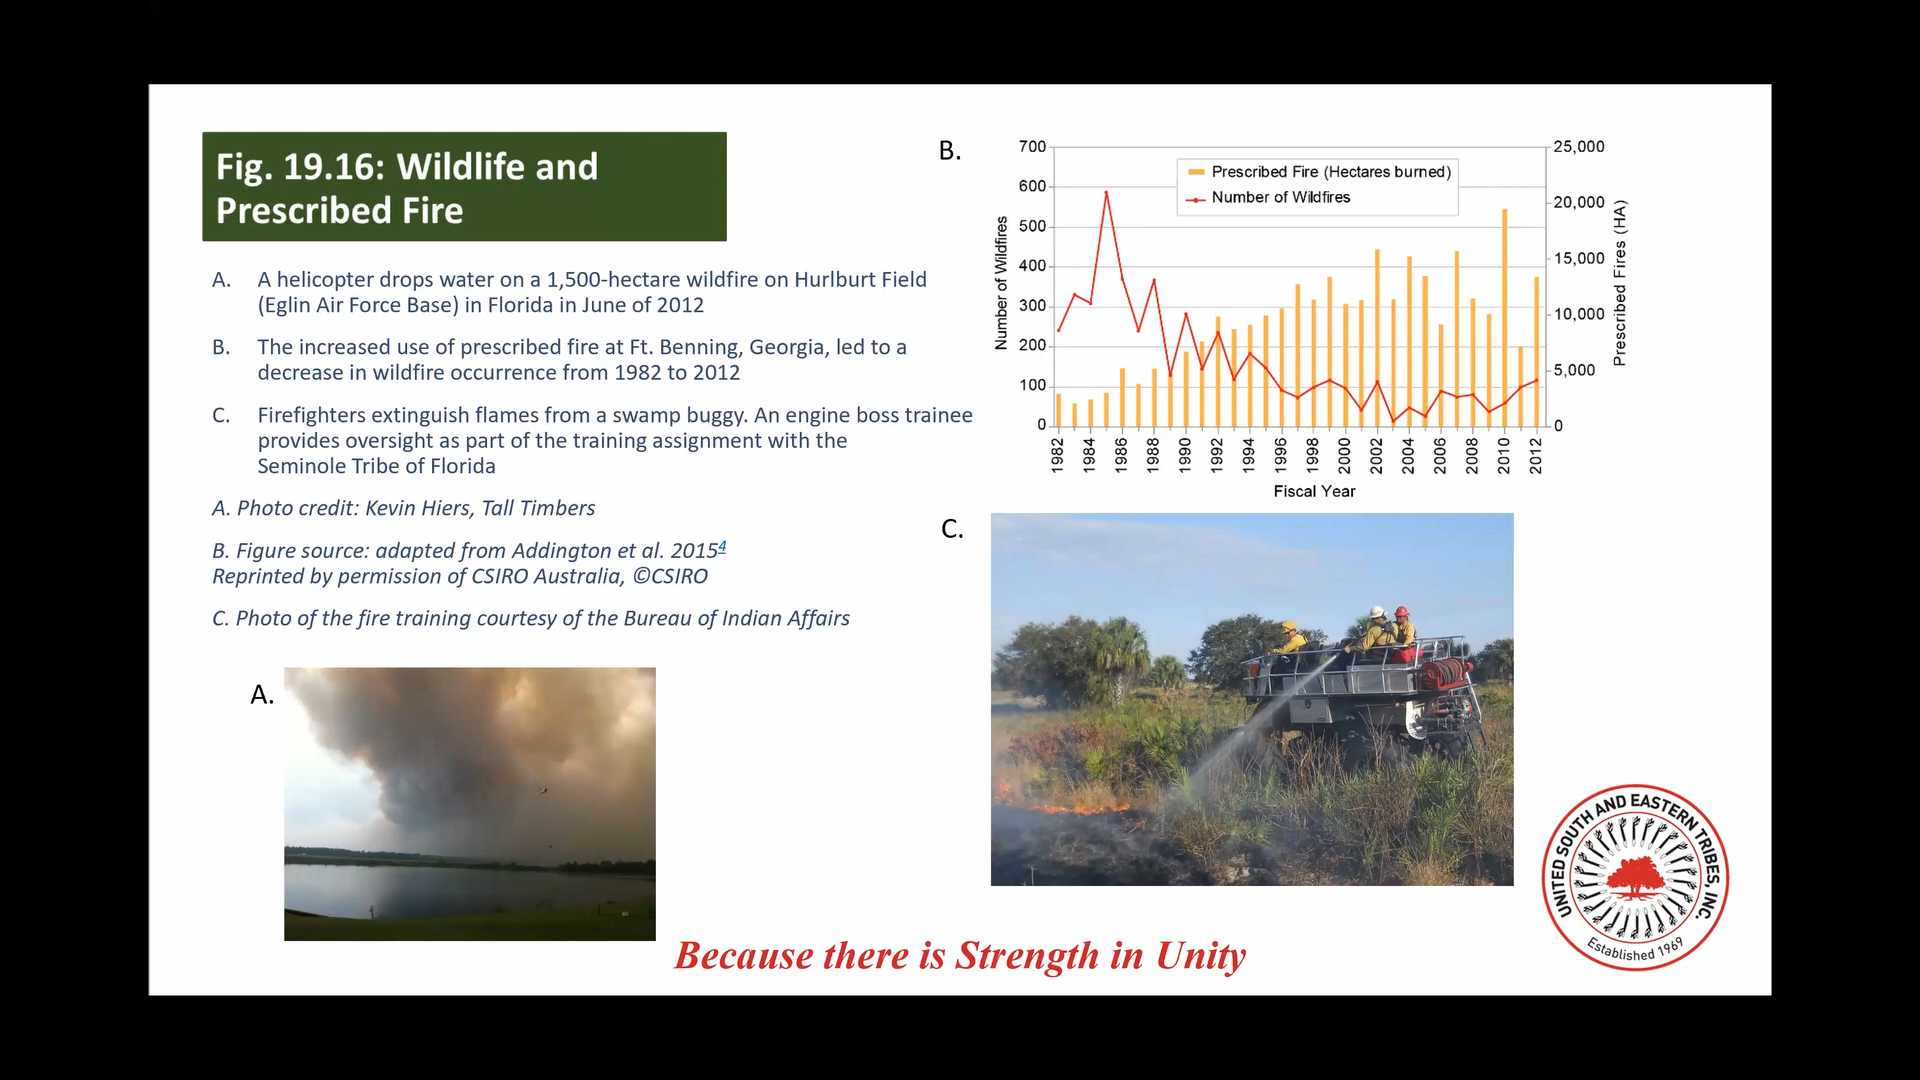 Fig. 19.16: Wildlife and
Prescribed Fire
A. A helicopter drops water on a 1,500-hectare wildfire on Hurlburt Field
(Eglin Air Force Base) in Florida in June of 2012
B. The increased use of prescribed fire at Ft. Benning, Georgia, led to a
decrease in wildfire occurrence from 1982 to 2012
C. Firefighters extinguish flames from a swamp buggy. An engine boss trainee
provides oversight as part of the training assignment with the
Seminole Tribe of Florida
A. Photo credit: Kevin Hiers, Tall Timbers
B. Figure source: adapted from Addington et al. 20154
Reprinted by permission of CSIRO Australia, ©CSIRO
C. Photo of the fire training courtesy of the Bureau of Indian Affairs
A.
B.
Prescribed Fire (Hectares burned)
Number of Wildfires
Number of Wildfires
700
600
500
400
300
200
100
0
25,000
20,000
15,000
10,000
5,000
0
Prescribed Fires (HA)
1982
1984
1986
1988
1990
1992
1994
1996
1998
2000
2002
2004
2006
2008
2010
2012
Fiscal Year
C.
UNITED SOUTH AND EASTERN TRIBES, INC.
Established 1969
Because there is Strength in Unity